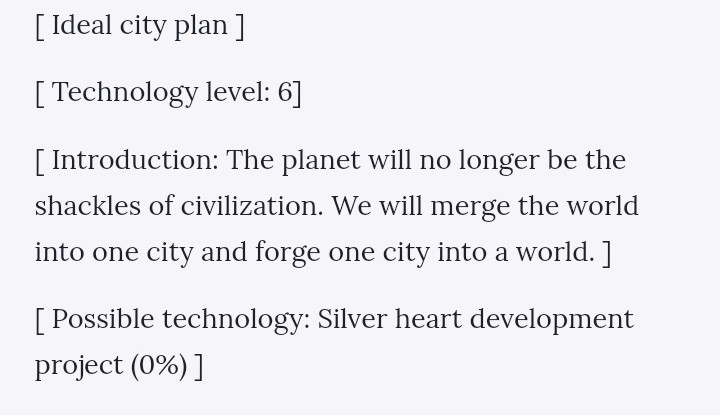 [ Ideal city plan ]
[ Technology level: 6]
[ Introduction: The planet will no longer be the
shackles of civilization. We will merge the world
into one city and forge one city into a world. ]
[ Possible technology: Silver heart development
project (0%) ]